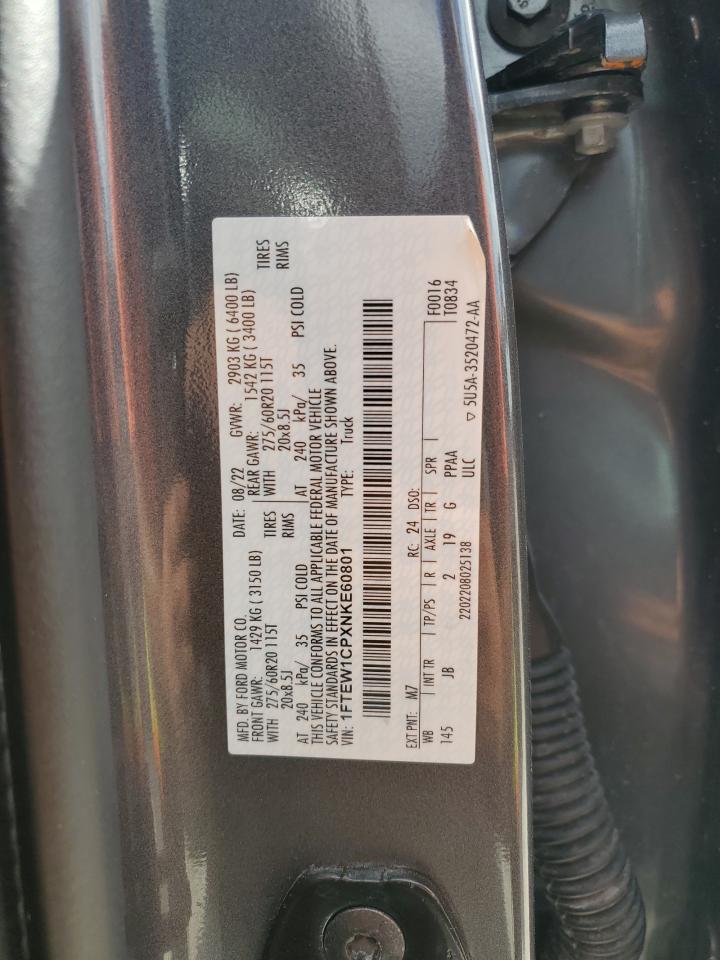 MFD. BY FORD MOTOR CO. DATE: 08/22 GVWR: 2903 KG ( 6400 LB)
FRONT GAWR: 1429 KG ( 3150 LB) REAR GAWR: 1542 KG ( 3400 LB)
WITH 275/60R20 115T TIRES WITH 275/60R20 115T TIRES
20x8.5J RIMS 20x8.5J RIMS
AT 240 kPa/ 35 PSI COLD AT 240 kPa/ 35 PSI COLD
THIS VEHICLE CONFORMS TO ALL APPLICABLE FEDERAL MOTOR VEHICLE
SAFETY STANDARDS IN EFFECT ON THE DATE OF MANUFACTURE SHOWN ABOVE.
VIN: 1FTEW1CPXNKE60801 TYPE: Truck
EXT PNT: M7 RC: 24 DSO: F0016
WB INT TR TP/PS R AXLE TR SPR T0834
145 JB 2 19 G PPAA ▽ 5U5A-3520472-AA
2202208025138 ULC